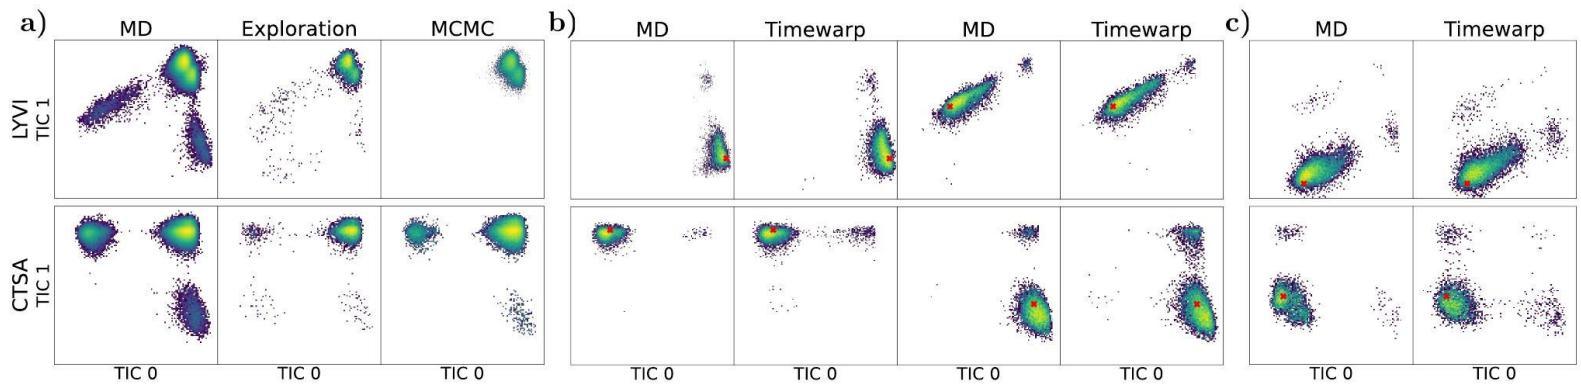 a) b) c)
MD Exploration MCMC MD Timewarp MD Timewarp MD Timewarp
LYVI
TIC 1
CTSA
TIC 1
TIC 0 TIC 0 TIC 0 TIC 0 TIC 0 TIC 0 TIC 0 TIC 0 TIC 0